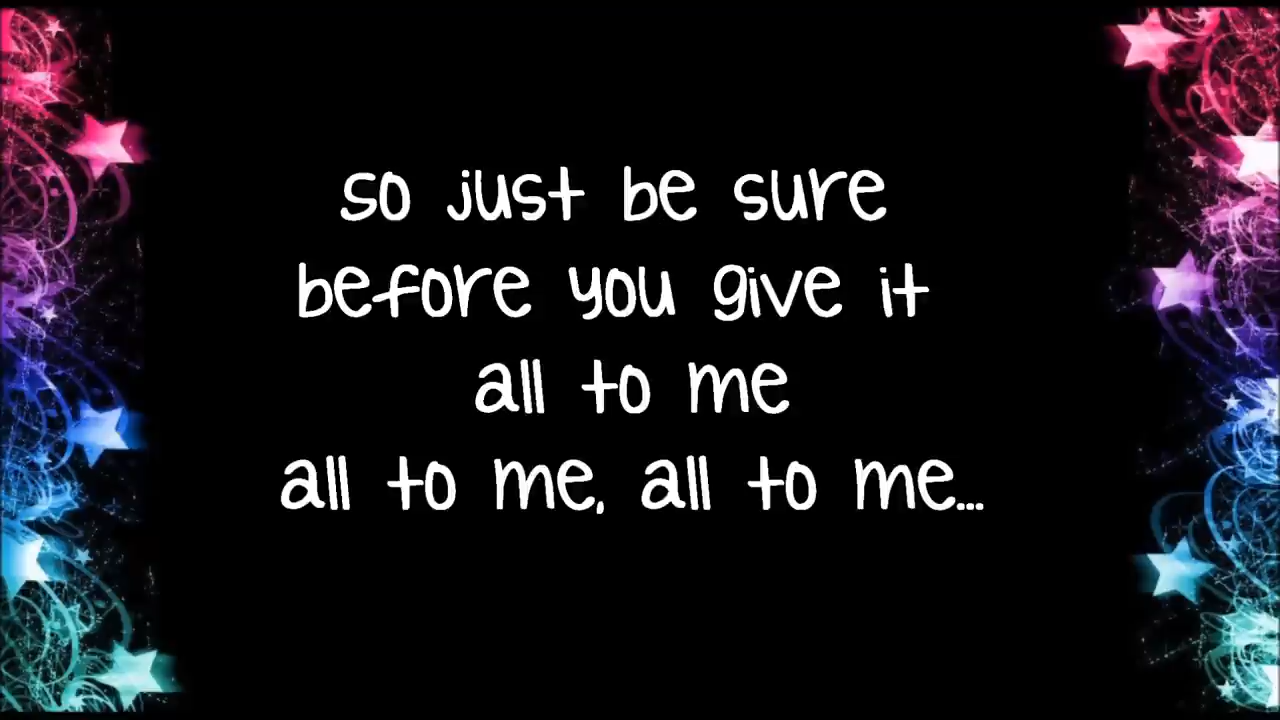 so just be sure
before you give it
all to me
all to me, all to me...